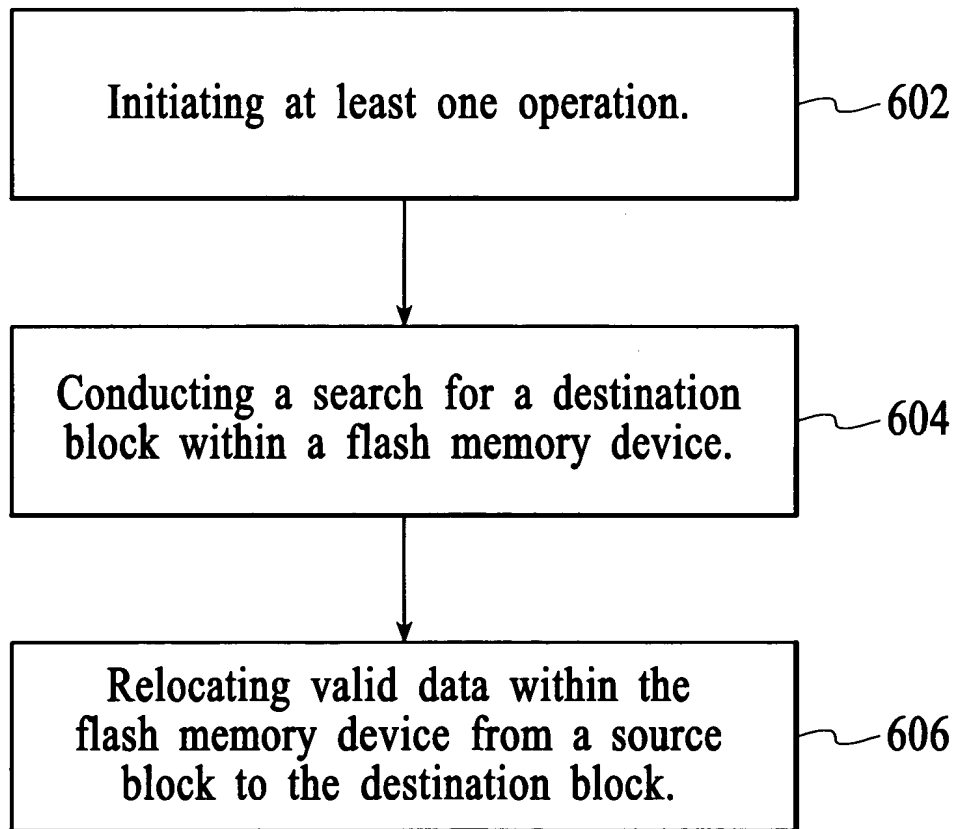 Initiating at least one operation.
602
Conducting a search for a destination
block within a flash memory device.
604
Relocating valid data within the
flash memory device from a source
block to the destination block.
606